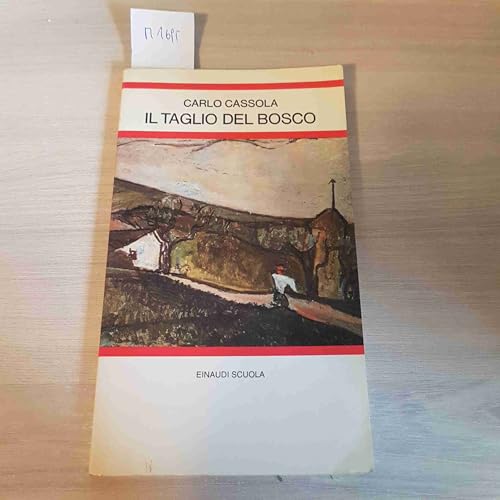 CARLO CASSOLA
IL TAGLIO DEL BOSCO
EINAUDI SCUOLA